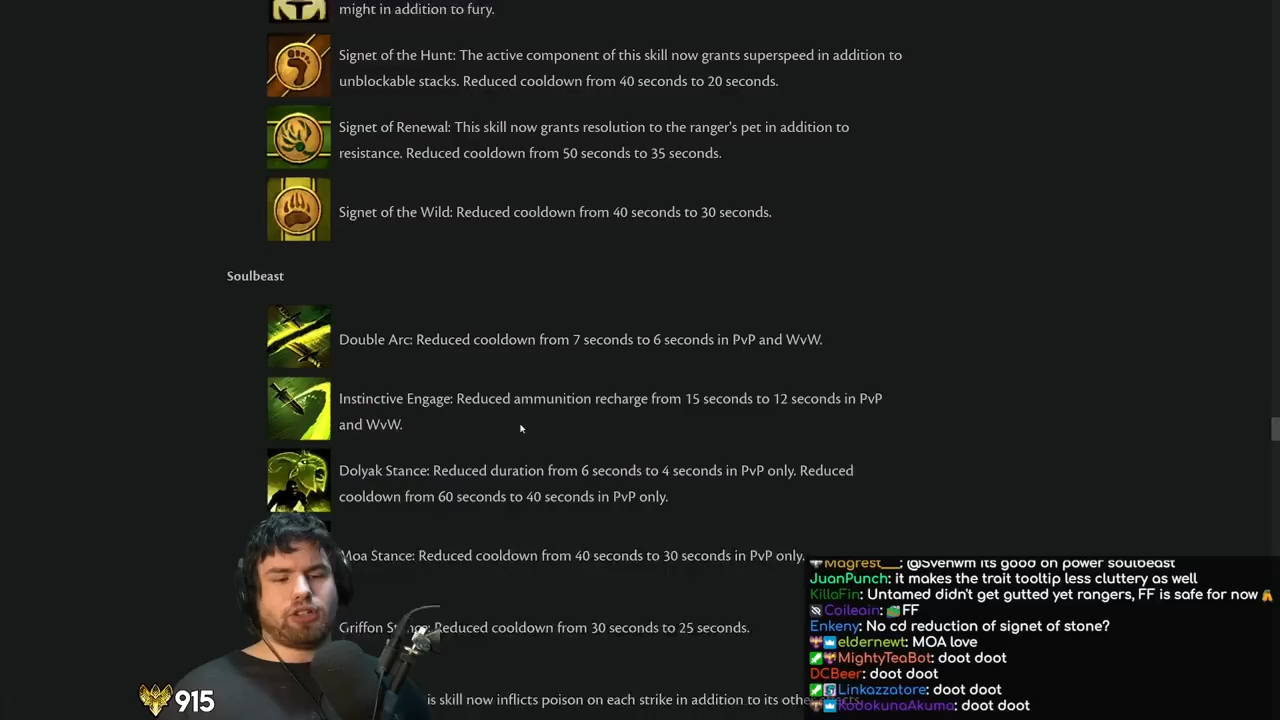 might in addition to fury.
Signet of the Hunt: The active component of this skill now grants superspeed in addition to
unblockable stacks. Reduced cooldown from 40 seconds to 20 seconds.
Signet of Renewal: This skill now grants resolution to the ranger's pet in addition to
resistance. Reduced cooldown from 50 seconds to 35 seconds.
Signet of the Wild: Reduced cooldown from 40 seconds to 30 seconds.
Soulbeast
Double Arc: Reduced cooldown from 7 seconds to 6 seconds in PvP and WvW.
Instinctive Engage: Reduced ammunition recharge from 15 seconds to 12 seconds in PvP
and WvW.
Dolyak Stance: Reduced duration from 6 seconds to 4 seconds in PvP only. Reduced
cooldown from 60 seconds to 40 seconds in PvP only.
Moa Stance: Reduced cooldown from 40 seconds to 30 seconds in PvP only.
Griffon Stance: Reduced cooldown from 30 seconds to 25 seconds.
is skill now inflicts poison on each strike in addition to its other effects.
Magrest___: @Svenwm its good on power soulbeast
JuanPunch: it makes the trait tooltip less cluttery as well
KillaFin: Untamed didn't get gutted yet rangers, FF is safe for now
Coileain: FF
Enkeny: No cd reduction of signet of stone?
eldernewt: MOA love
MightyTeaBot: doot doot
DCBeer: doot doot
Linkazzatore: doot doot
KodokunaAkuma: doot doot
915